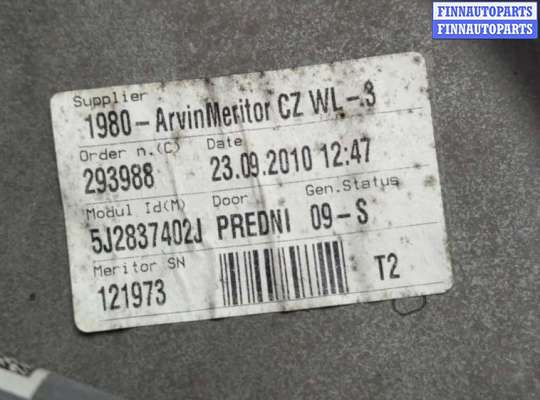 FINNAUTOPARTS
FINNAUTOPARTS
Supplier
1980-ArvinMeritor CZ WL-3
Order n.(C) Date
293988 23.09.2010 12:47
Modul Id(M) Door Gen.Status
5J2837402J PREDNI 09-S
Meritor SN
121973 T2